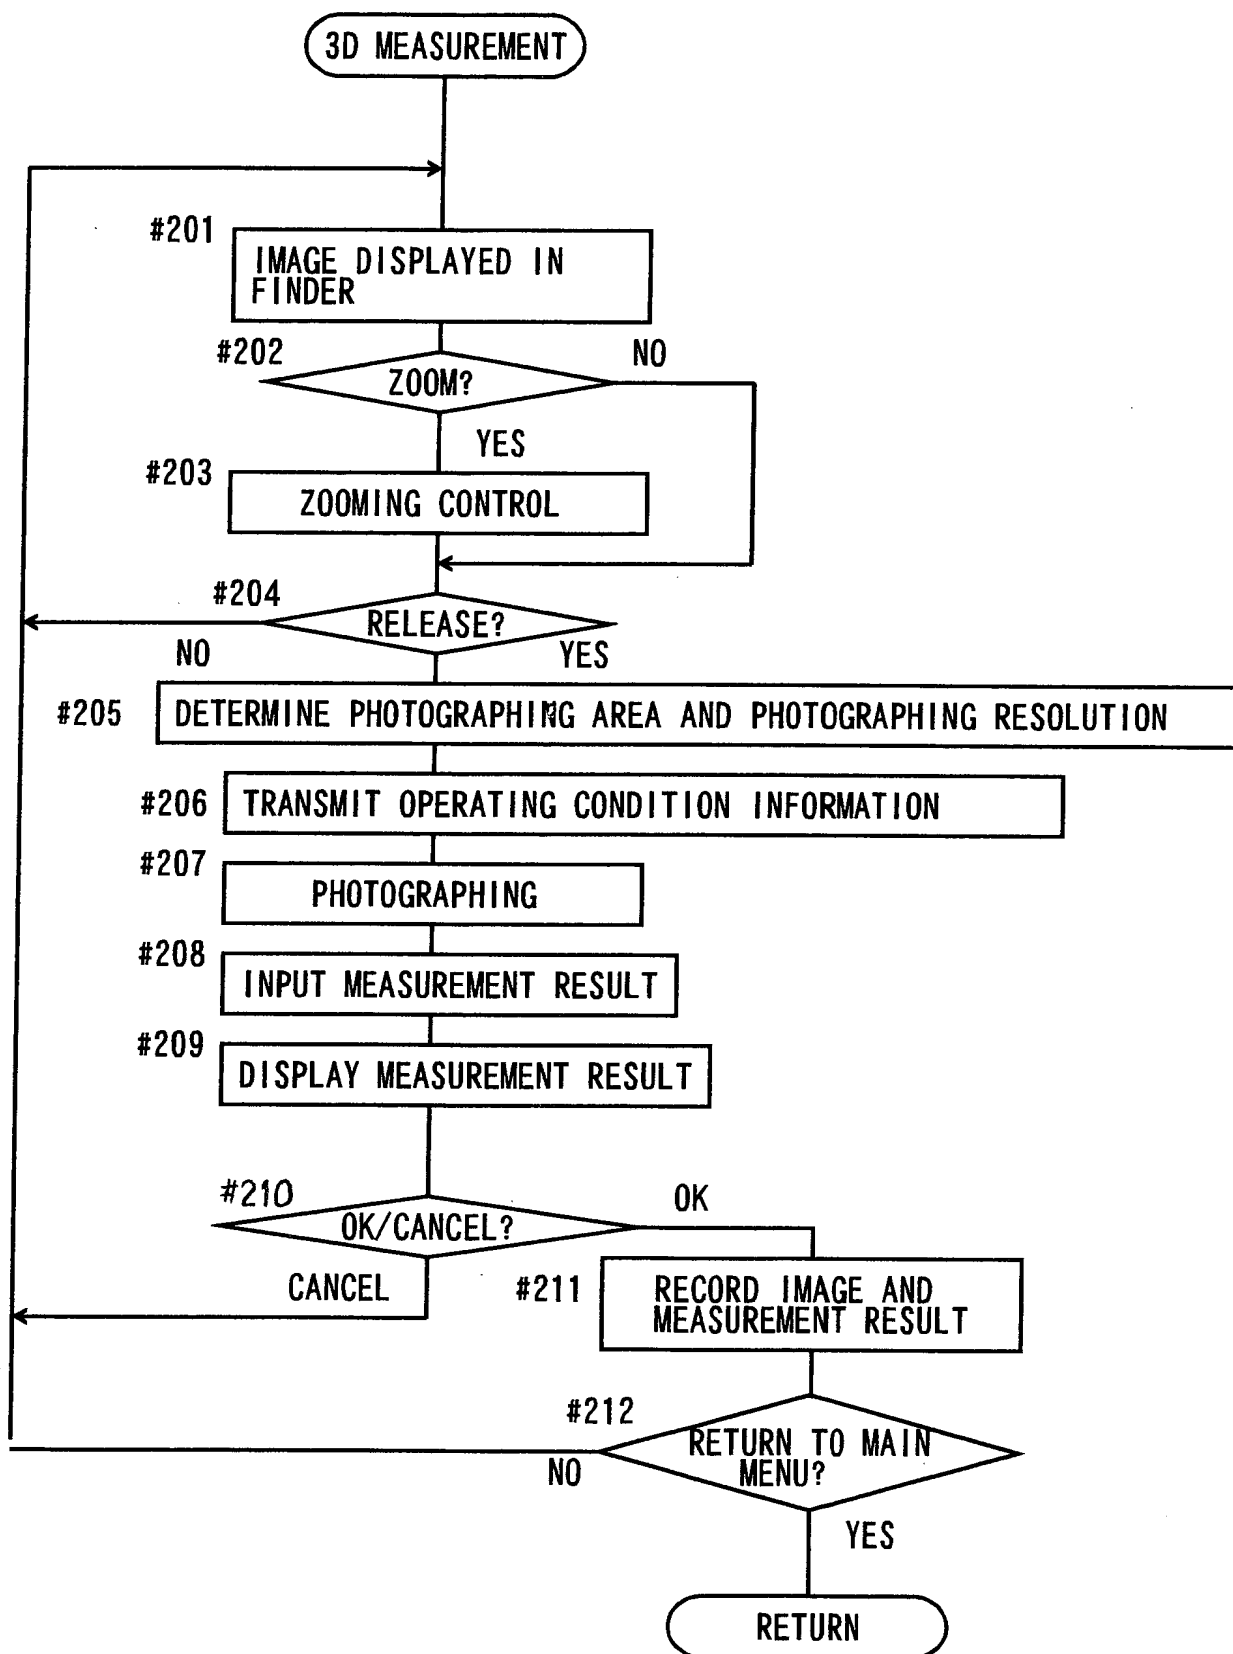 3D MEASUREMENT
#201
IMAGE DISPLAYED IN
FINDER
#202
NO
ZOOM?
YES
#203
ZOOMING CONTROL
#204
RELEASE?
NO
YES
#205
DETERMINE PHOTOGRAPHING AREA AND PHOTOGRAPHING RESOLUTION
#206
TRANSMIT OPERATING CONDITION INFORMATION
#207
PHOTOGRAPHING
#208
INPUT MEASUREMENT RESULT
#209
DISPLAY MEASUREMENT RESULT
#210
OK
OK/CANCEL?
CANCEL
#211
RECORD IMAGE AND
MEASUREMENT RESULT
#212
RETURN TO MAIN
MENU?
NO
YES
RETURN